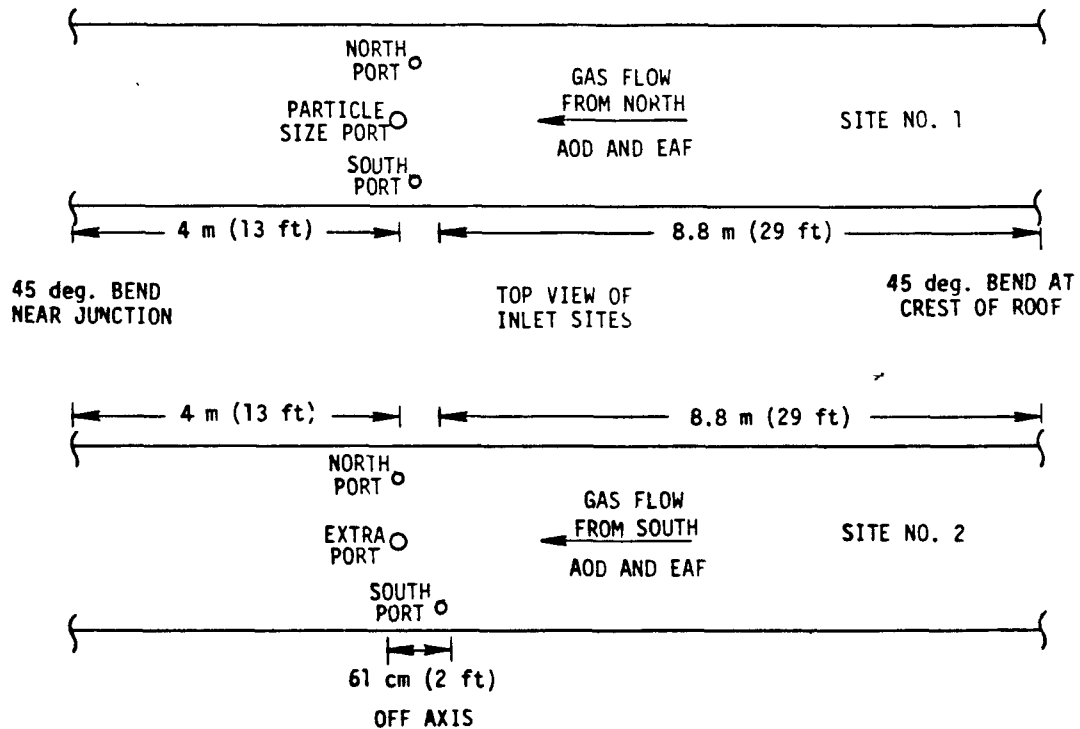 NORTH
PORT
GAS FLOW
FROM NORTH
PARTICLE
SIZE PORT
SITE NO. 1
AOD AND EAF
SOUTH
PORT
4 m (13 ft)
8.8 m (29 ft)
45 deg. BEND
NEAR JUNCTION
TOP VIEW OF
INLET SITES
45 deg. BEND AT
CREST OF ROOF
4 m (13 ft)
8.8 m (29 ft)
NORTH
PORT
GAS FLOW
FROM SOUTH
EXTRA
PORT
SITE NO. 2
AOD AND EAF
SOUTH
PORT
61 cm (2 ft)
OFF AXIS